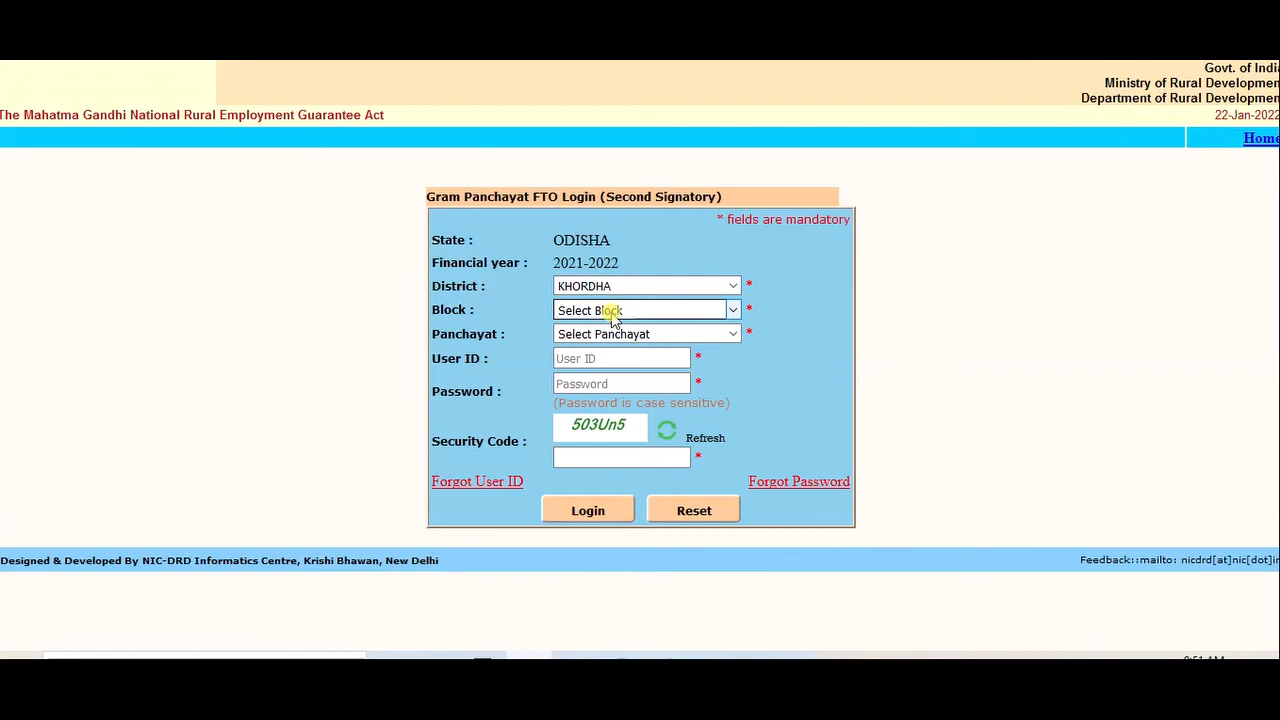 Govt. of India
Ministry of Rural Developmen
Department of Rural Developmen
The Mahatma Gandhi National Rural Employment Guarantee Act
22-Jan-2022
Home
Gram Panchayat FTO Login (Second Signatory)
* fields are mandatory
State : ODISHA
Financial year : 2021-2022
District : KHORDHA *
Block : Select Block *
Panchayat : Select Panchayat *
User ID : User ID *
Password : Password *
(Password is case sensitive)
503Un5 Refresh
Security Code : *
Forgot User ID Forgot Password
Login Reset
Designed & Developed By NIC-DRD Informatics Centre, Krishi Bhawan, New Delhi
Feedback::mailto: nicdrd[at]nic[dot]in